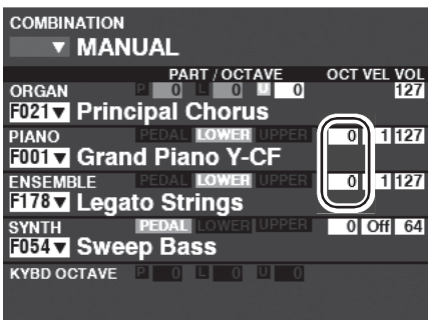 COMBINATION
▼ MANUAL
PART / OCTAVE OCT VEL VOL
ORGAN P 0 L 0 U 0 127
F021▼ Principal Chorus
PIANO PEDAL LOWER UPPER 0 1 127
F001▼ Grand Piano Y-CF
ENSEMBLE PEDAL LOWER UPPER 0 1 127
F178▼ Legato Strings
SYNTH PEDAL LOWER UPPER 0 Off 64
F054▼ Sweep Bass
KYBD OCTAVE P 0 L 0 U 0